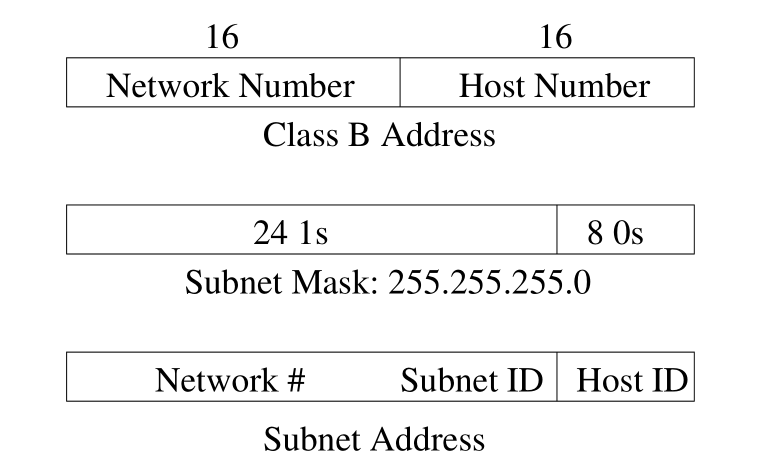 16 16
Network Number Host Number
Class B Address
24 1s 8 0s
Subnet Mask: 255.255.255.0
Network # Subnet ID Host ID
Subnet Address